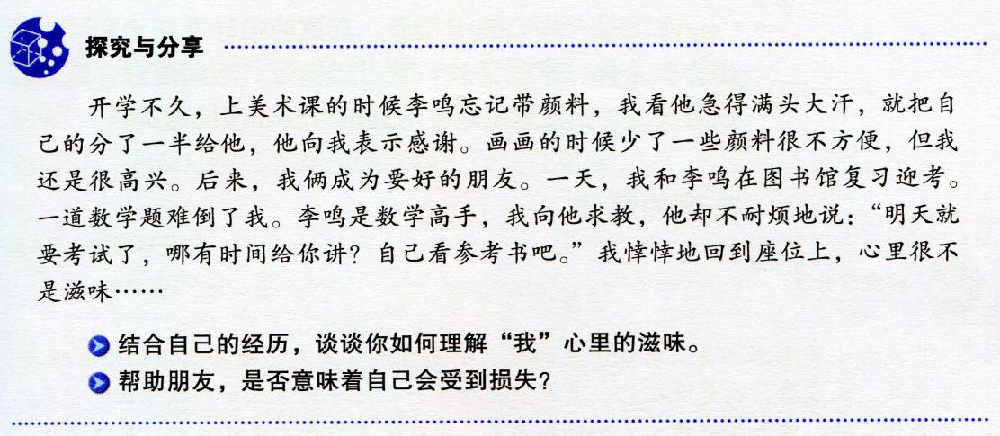 探究与分享
开学不久，上美术课的时候李鸣忘记带颜料，我看他急得满头大汗，就把自
己的分了一半给他，他向我表示感谢。画画的时候少了一些颜料很不方便，但我
还是很高兴。后来，我俩成为要好的朋友。一天，我和李鸣在图书馆复习迎考。
一道数学题难倒了我。李鸣是数学高手，我向他求教，他却不耐烦地说：“明天就
要考试了，哪有时间给你讲？自己看参考书吧。”我悻悻地回到座位上，心里很不
是滋味……
结合自己的经历，谈谈你如何理解“我”心里的滋味。
帮助朋友，是否意味着自己会受到损失？